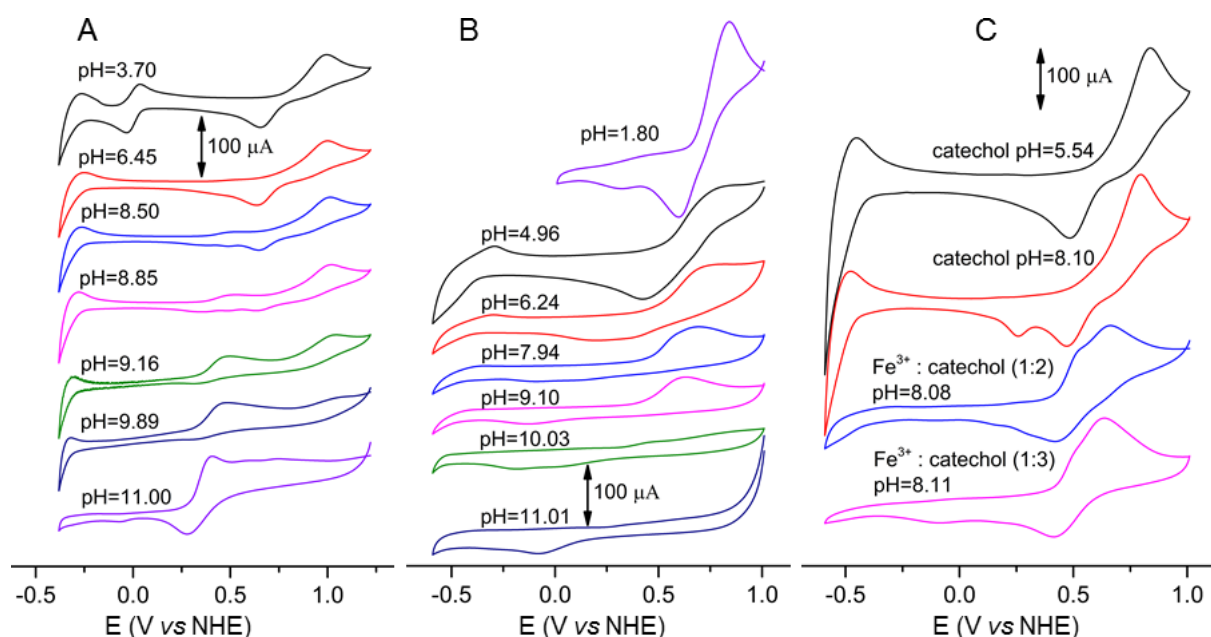 A
pH=3.70
100 μA
pH=6.45
pH=8.50
pH=8.85
pH=9.16
pH=9.89
pH=11.00
-0.5 0.0 0.5 1.0
E (V vs NHE)
B
pH=1.80
pH=4.96
pH=6.24
pH=7.94
pH=9.10
pH=10.03
100 μA
pH=11.01
-0.5 0.0 0.5 1.0
E (V vs NHE)
C
100 μA
catechol pH=5.54
catechol pH=8.10
Fe³⁺ : catechol (1:2)
pH=8.08
Fe³⁺ : catechol (1:3)
pH=8.11
-0.5 0.0 0.5 1.0
E (V vs NHE)